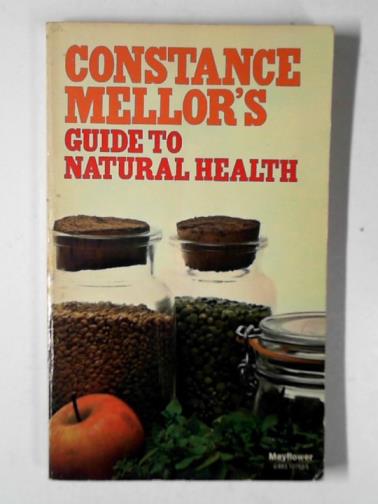 CONSTANCE
MELLOR'S
GUIDE TO
NATURAL HEALTH
Mayflower